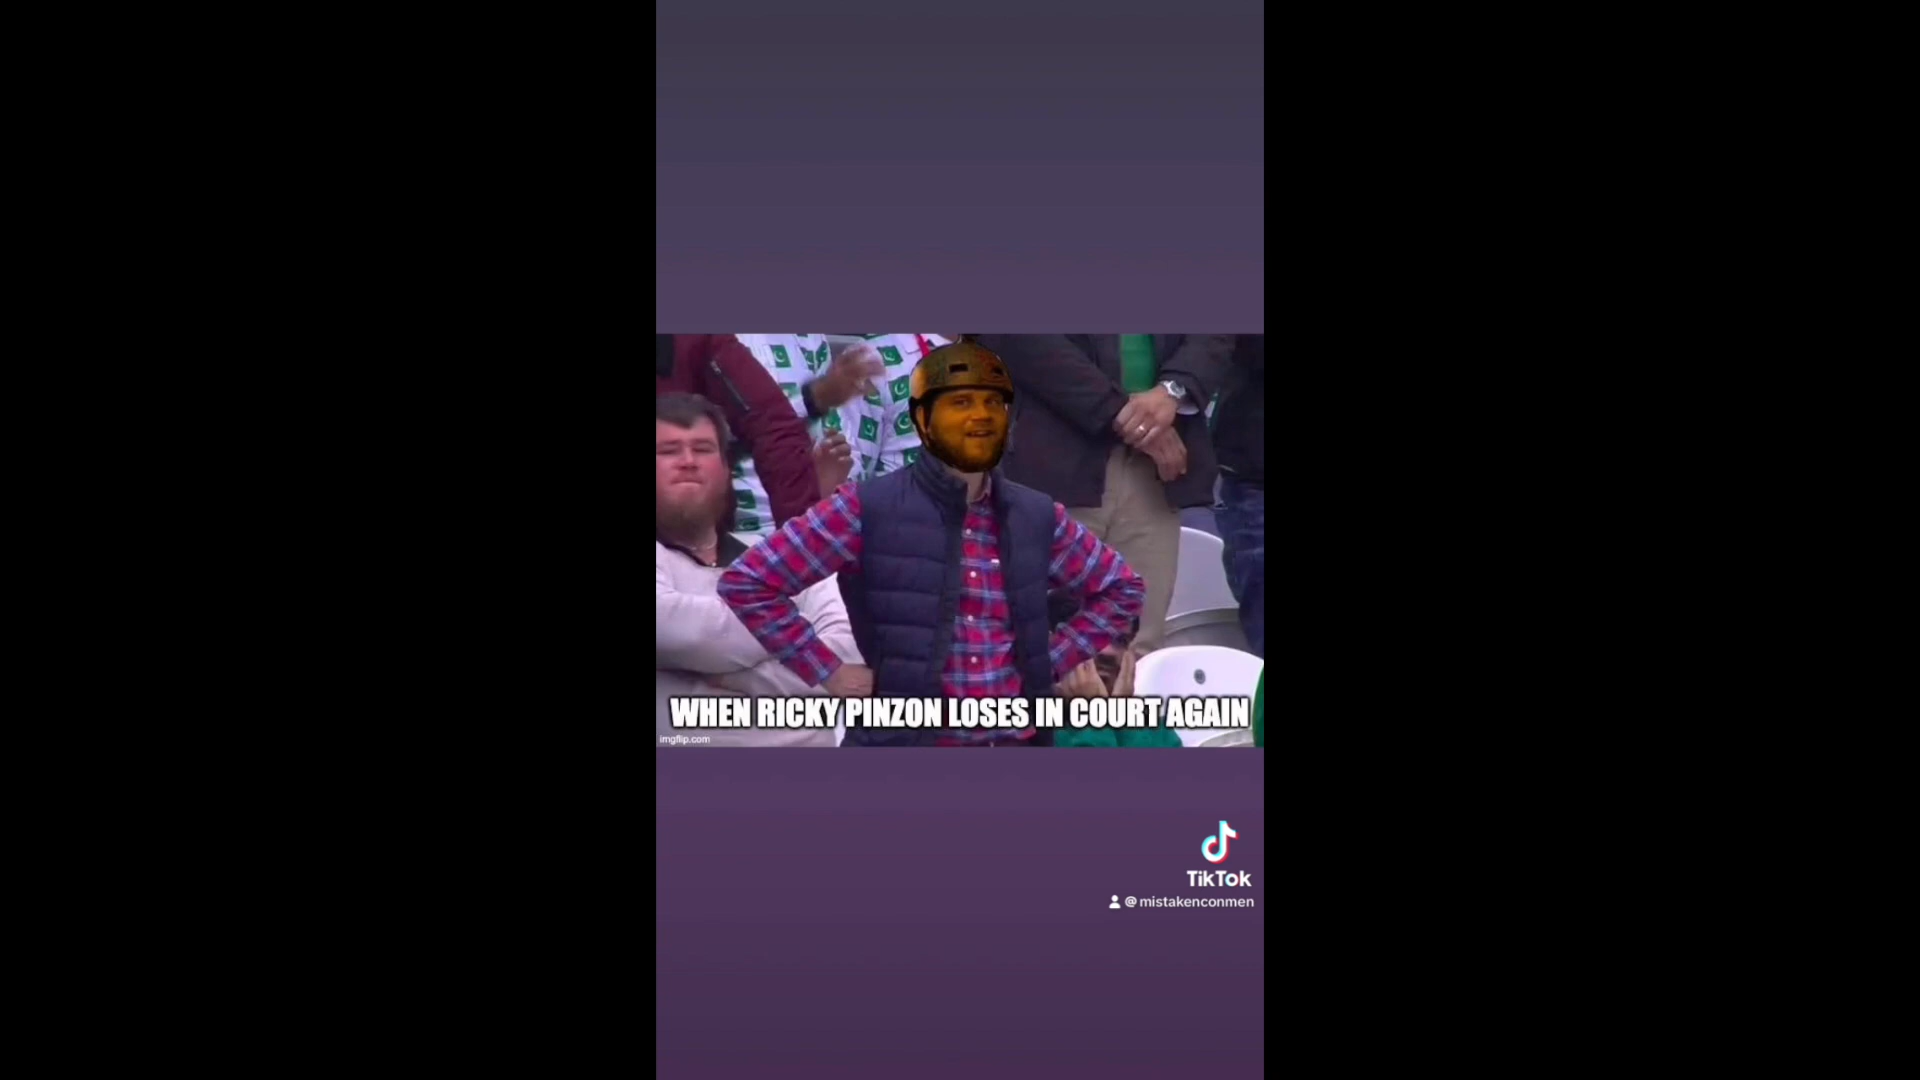 WHEN RICKY PINZON LOSES IN COURT AGAIN
imgflip.com
TikTok
@mistakenconmen